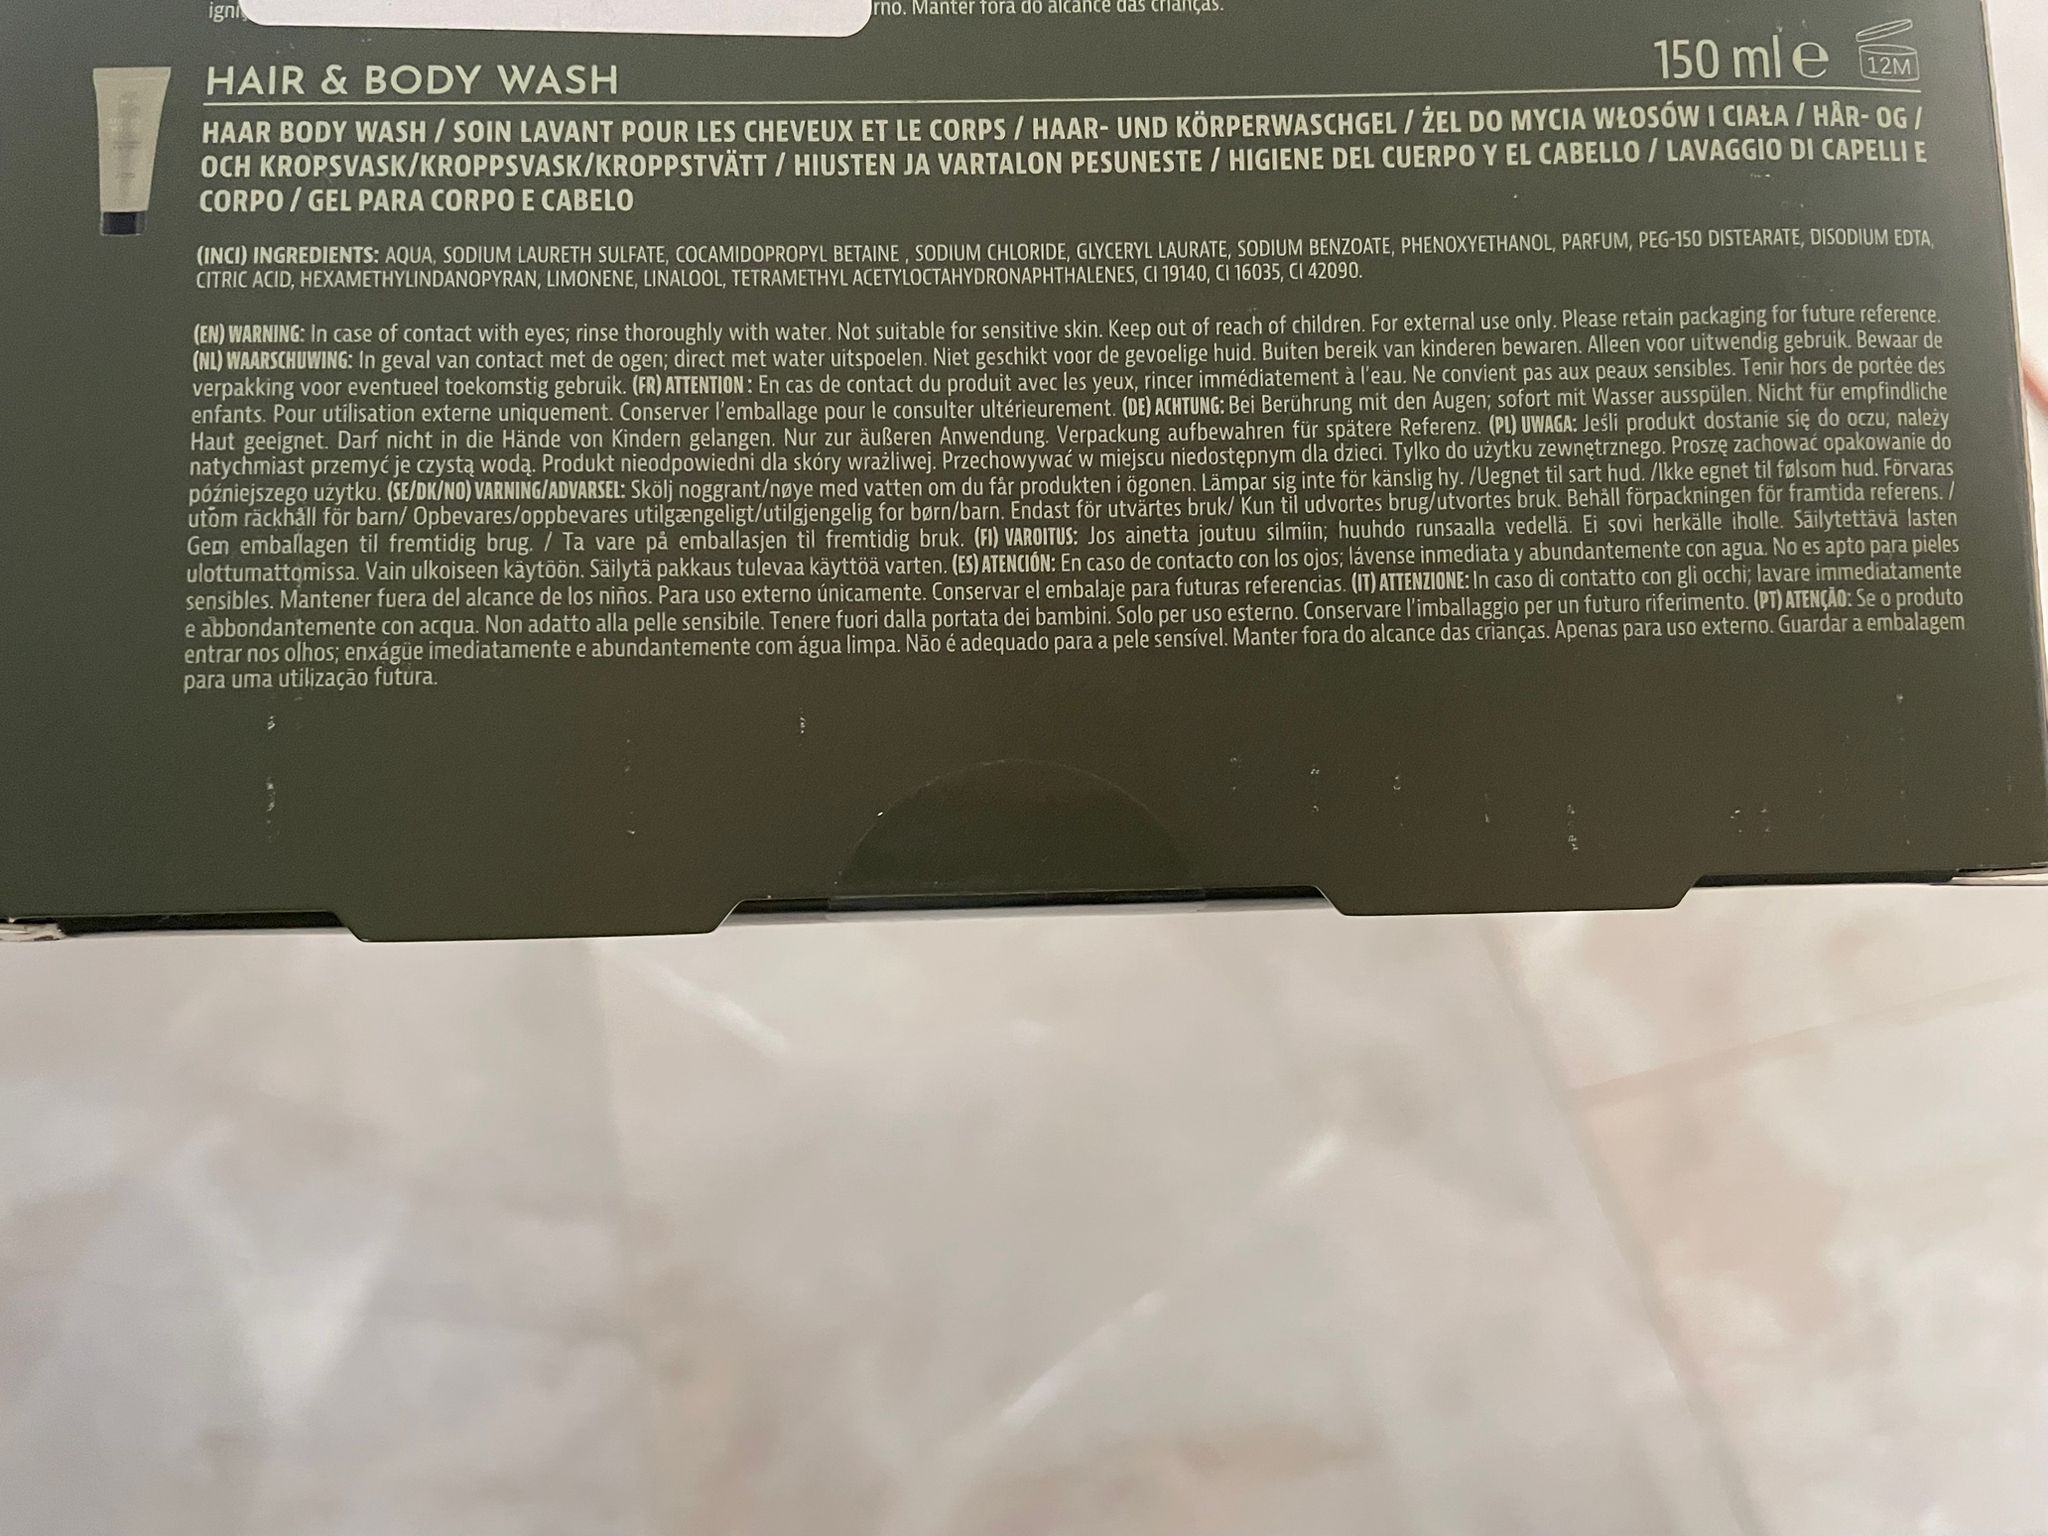 rno. Manter fora do alcance das crianças.
HAIR & BODY WASH
150 ml e 12M
HAAR BODY WASH / SOIN LAVANT POUR LES CHEVEUX ET LE CORPS / HAAR- UND KÖRPERWASCHGEL / ŻEL DO MYCIA WŁOSÓW I CIAŁA / HÅR- OG /
OCH KROPSVASK/KROPPSVASK/KROPPSTVÄTT / HIUSTEN JA VARTALON PESUNESTE / HIGIENE DEL CUERPO Y EL CABELLO / LAVAGGIO DI CAPELLI E
CORPO / GEL PARA CORPO E CABELO
(INCI) INGREDIENTS: AQUA, SODIUM LAURETH SULFATE, COCAMIDOPROPYL BETAINE , SODIUM CHLORIDE, GLYCERYL LAURATE, SODIUM BENZOATE, PHENOXYETHANOL, PARFUM, PEG-150 DISTEARATE, DISODIUM EDTA,
CITRIC ACID, HEXAMETHYLINDANOPYRAN, LIMONENE, LINALOOL, TETRAMETHYL ACETYLOCTAHYDRONAPHTHALENES, CI 19140, CI 16035, CI 42090.
(EN) WARNING: In case of contact with eyes; rinse thoroughly with water. Not suitable for sensitive skin. Keep out of reach of children. For external use only. Please retain packaging for future reference.
(NL) WAARSCHUWING: In geval van contact met de ogen; direct met water uitspoelen. Niet geschikt voor de gevoelige huid. Buiten bereik van kinderen bewaren. Alleen voor uitwendig gebruik. Bewaar de
verpakking voor eventueel toekomstig gebruik. (FR) ATTENTION : En cas de contact du produit avec les yeux, rincer immédiatement à l'eau. Ne convient pas aux peaux sensibles. Tenir hors de portée des
enfants. Pour utilisation externe uniquement. Conserver l'emballage pour le consulter ultérieurement. (DE) ACHTUNG: Bei Berührung mit den Augen; sofort mit Wasser ausspülen. Nicht für empfindliche
Haut geeignet. Darf nicht in die Hände von Kindern gelangen. Nur zur äußeren Anwendung. Verpackung aufbewahren für spätere Referenz. (PL) UWAGA: Jeśli produkt dostanie się do oczu, należy
natychmiast przemyć je czystą wodą. Produkt nieodpowiedni dla skóry wrażliwej. Przechowywać w miejscu niedostępnym dla dzieci. Tylko do użytku zewnętrznego. Proszę zachować opakowanie do
późniejszego użytku. (SE/DK/NO) VARNING/ADVARSEL: Skölj noggrant/nøye med vatten om du får produkten i ögonen. Lämpar sig inte för känslig hy. /Uegnet til sart hud. /Ikke egnet til følsom hud. Förvaras
utom räckhåll för barn/ Opbevares/oppbevares utilgængeligt/utilgjengelig for børn/barn. Endast för utvärtes bruk/ Kun til udvortes brug/utvortes bruk. Behåll förpackningen för framtida referens. /
Gem emballagen til fremtidig brug. / Ta vare på emballasjen til fremtidig bruk. (FI) VAROITUS: Jos ainetta joutuu silmiin; huuhdo runsaalla vedellä. Ei sovi herkälle iholle. Säilytettävä lasten
ulottumattomissa. Vain ulkoiseen käytöön. Säilytä pakkaus tulevaa käyttöä varten. (ES) ATENCIÓN: En caso de contacto con los ojos; lávense inmediata y abundantemente con agua. No es apto para pieles
sensibles. Mantener fuera del alcance de los niños. Para uso externo únicamente. Conservar el embalaje para futuras referencias. (IT) ATTENZIONE: In caso di contatto con gli occhi; lavare immediatamente
e abbondantemente con acqua. Non adatto alla pelle sensibile. Tenere fuori dalla portata dei bambini. Solo per uso esterno. Conservare l'imballaggio per un futuro riferimento. (PT) ATENÇÃO: Se o produto
entrar nos olhos; enxágüe imediatamente e abundantemente com água limpa. Não é adequado para a pele sensível. Manter fora do alcance das crianças. Apenas para uso externo. Guardar a embalagem
para uma utilização futura.